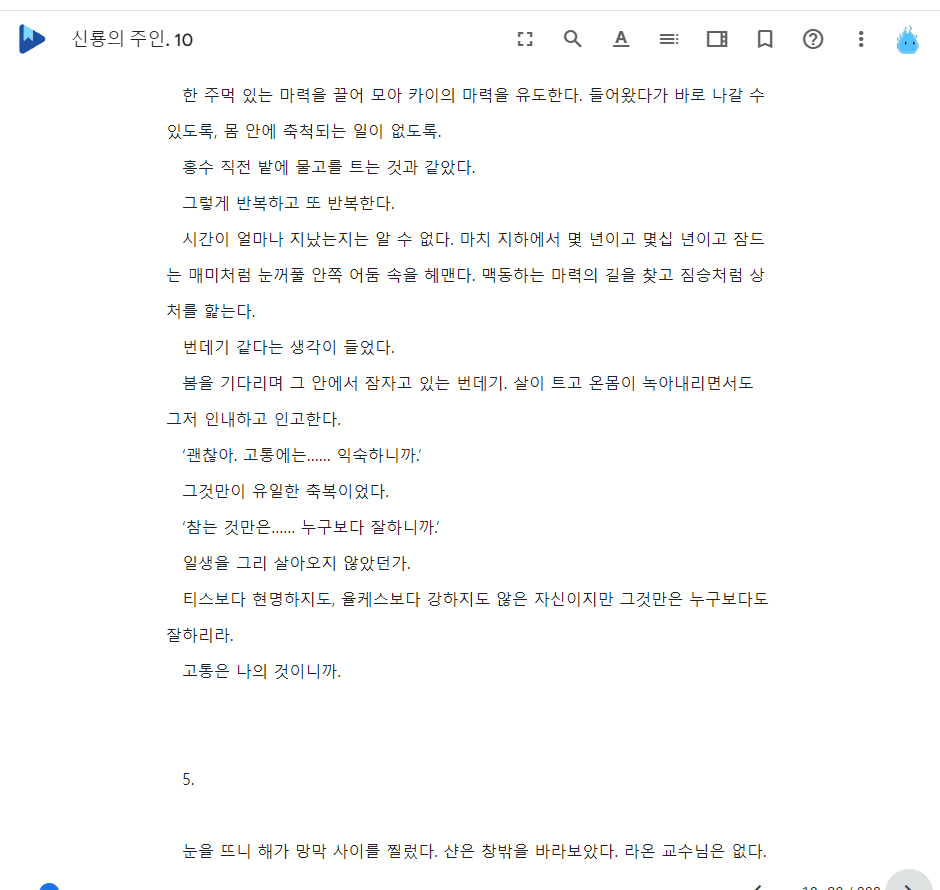 신룡의 주인. 10
한 주먹 있는 마력을 끌어 모아 카이의 마력을 유도한다. 들어왔다가 바로 나갈 수
있도록, 몸 안에 축척되는 일이 없도록.
홍수 직전 밭에 물고를 트는 것과 같았다.
그렇게 반복하고 또 반복한다.
시간이 얼마나 지났는지는 알 수 없다. 마치 지하에서 몇 년이고 몇십 년이고 잠드
는 매미처럼 눈꺼풀 안쪽 어둠 속을 헤맨다. 맥동하는 마력의 길을 찾고 짐승처럼 상
처를 핥는다.
번데기 같다는 생각이 들었다.
봄을 기다리며 그 안에서 잠자고 있는 번데기. 살이 트고 온몸이 녹아내리면서도
그저 인내하고 인고한다.
‘괜찮아. 고통에는...... 익숙하니까.’
그것만이 유일한 축복이었다.
‘참는 것만은...... 누구보다 잘하니까.’
일생을 그리 살아오지 않았던가.
티스보다 현명하지도, 율케스보다 강하지도 않은 자신이지만 그것만은 누구보다도
잘하리라.
고통은 나의 것이니까.
5.
눈을 뜨니 해가 망막 사이를 찔렀다. 샨은 창밖을 바라보았다. 라온 교수님은 없다.